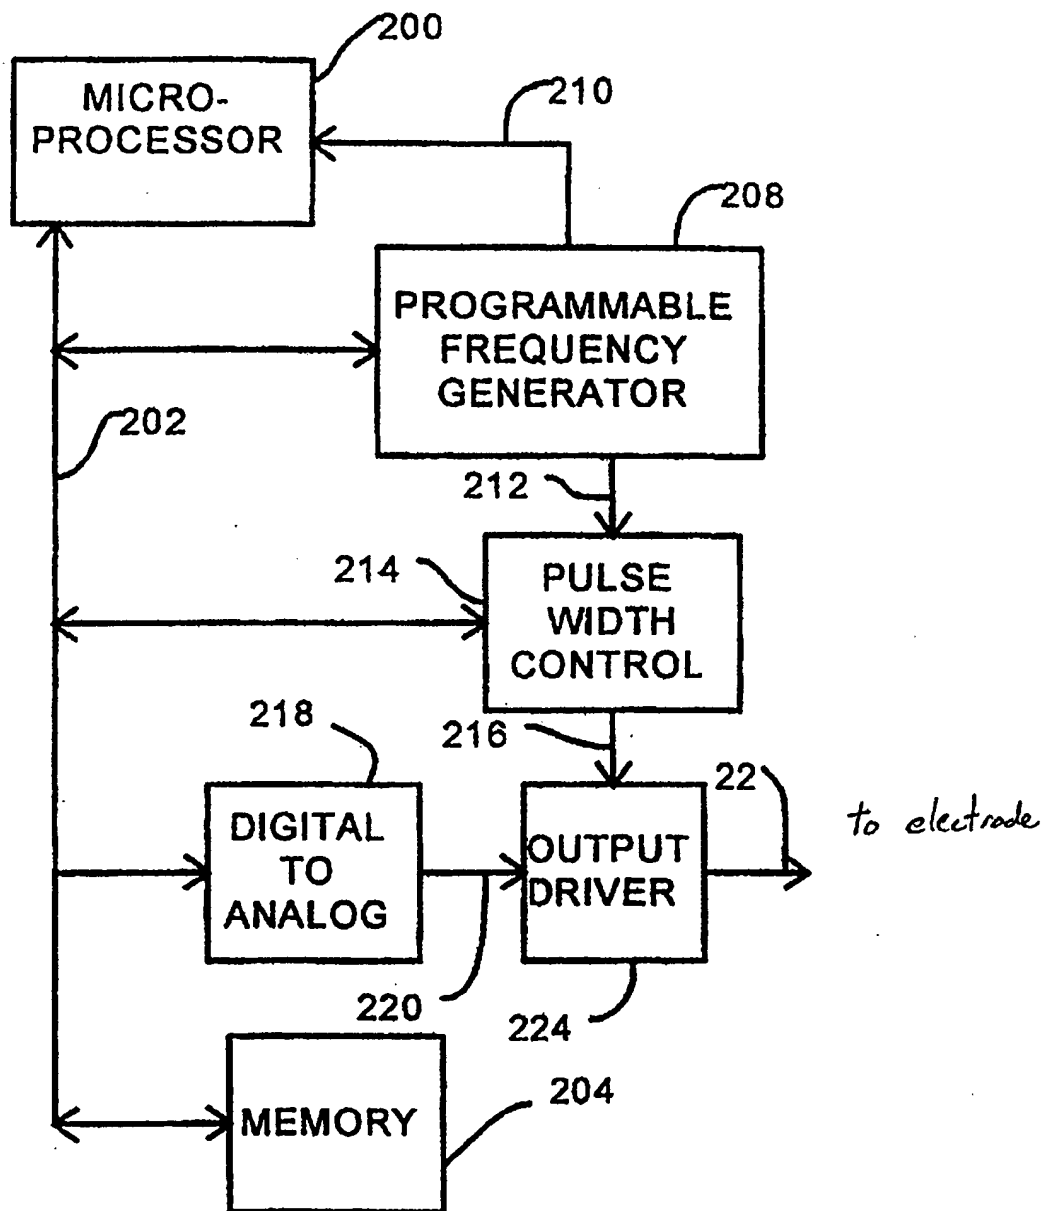 200
MICRO-
PROCESSOR
210
208
PROGRAMMABLE
FREQUENCY
GENERATOR
202
212
214
PULSE
WIDTH
CONTROL
218
216
22
DIGITAL
TO
ANALOG
OUTPUT
DRIVER
to electrode
220
224
MEMORY
204